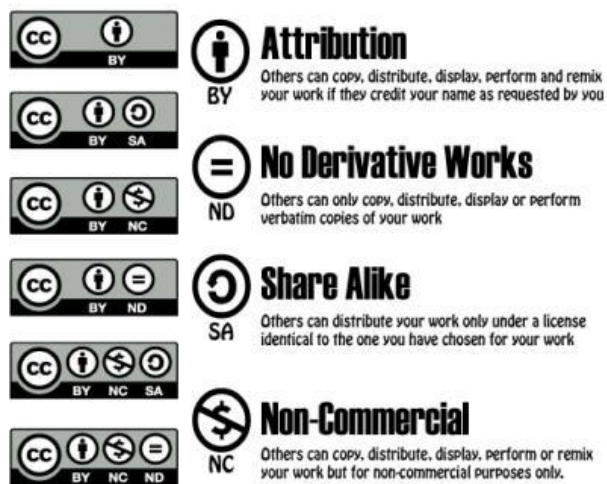 cc
BY
cc
BY SA
cc
BY NC
cc
BY ND
cc
BY NC SA
cc
BY NC ND
BY
Attribution
Others can copy, distribute, display, perform and remix
your work if they credit your name as requested by you
ND
No Derivative Works
Others can only copy, distribute, display or perform
verbatim copies of your work
SA
Share Alike
Others can distribute your work only under a license
identical to the one you have chosen for your work
NC
Non-Commercial
Others can copy, distribute, display, perform or remix
your work but for non-commercial purposes only.